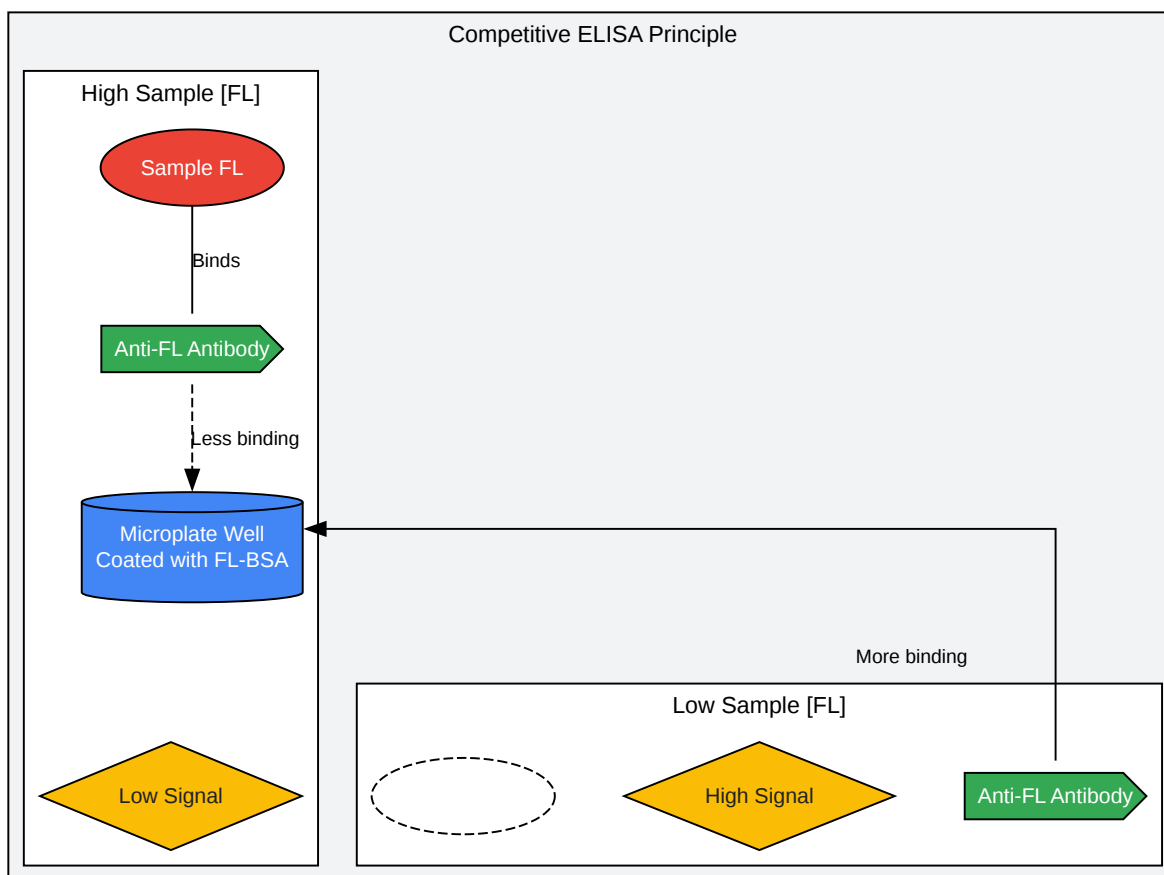 Competitive ELISA Principle
High Sample [FL]
Sample FL
Binds
Anti-FL Antibody
Less binding
Microplate Well
Coated with FL-BSA
Low Signal
More binding
Low Sample [FL]
High Signal
Anti-FL Antibody